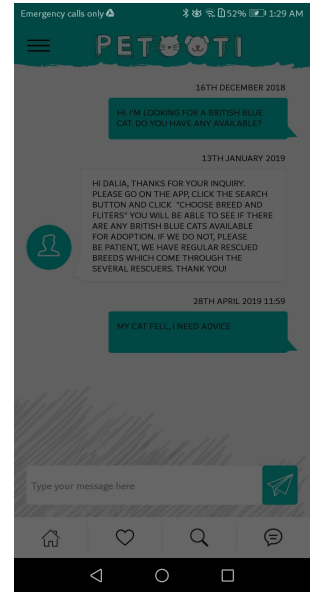 Emergency calls only 52% 1:29 AM
PETOOTI
16TH DECEMBER 2018
HI, I'M LOOKING FOR A BRITISH BLUE
CAT. DO YOU HAVE ANY AVAILABLE?
13TH JANUARY 2019
HI DALIA, THANKS FOR YOUR INQUIRY.
PLEASE GO ON THE APP, CLICK THE SEARCH
BUTTON AND CLICK "CHOOSE BREED AND
FLITERS" YOU WILL BE ABLE TO SEE IF THERE
ARE ANY BRITISH BLUE CATS AVAILABLE
FOR ADOPTION. IF WE DO NOT, PLEASE
BE PATIENT, WE HAVE REGULAR RESCUED
BREEDS WHICH COME THROUGH THE
SEVERAL RESCUERS. THANK YOU!
28TH APRIL 2019 11:59
MY CAT FELL, I NEED ADVICE
Type your message here